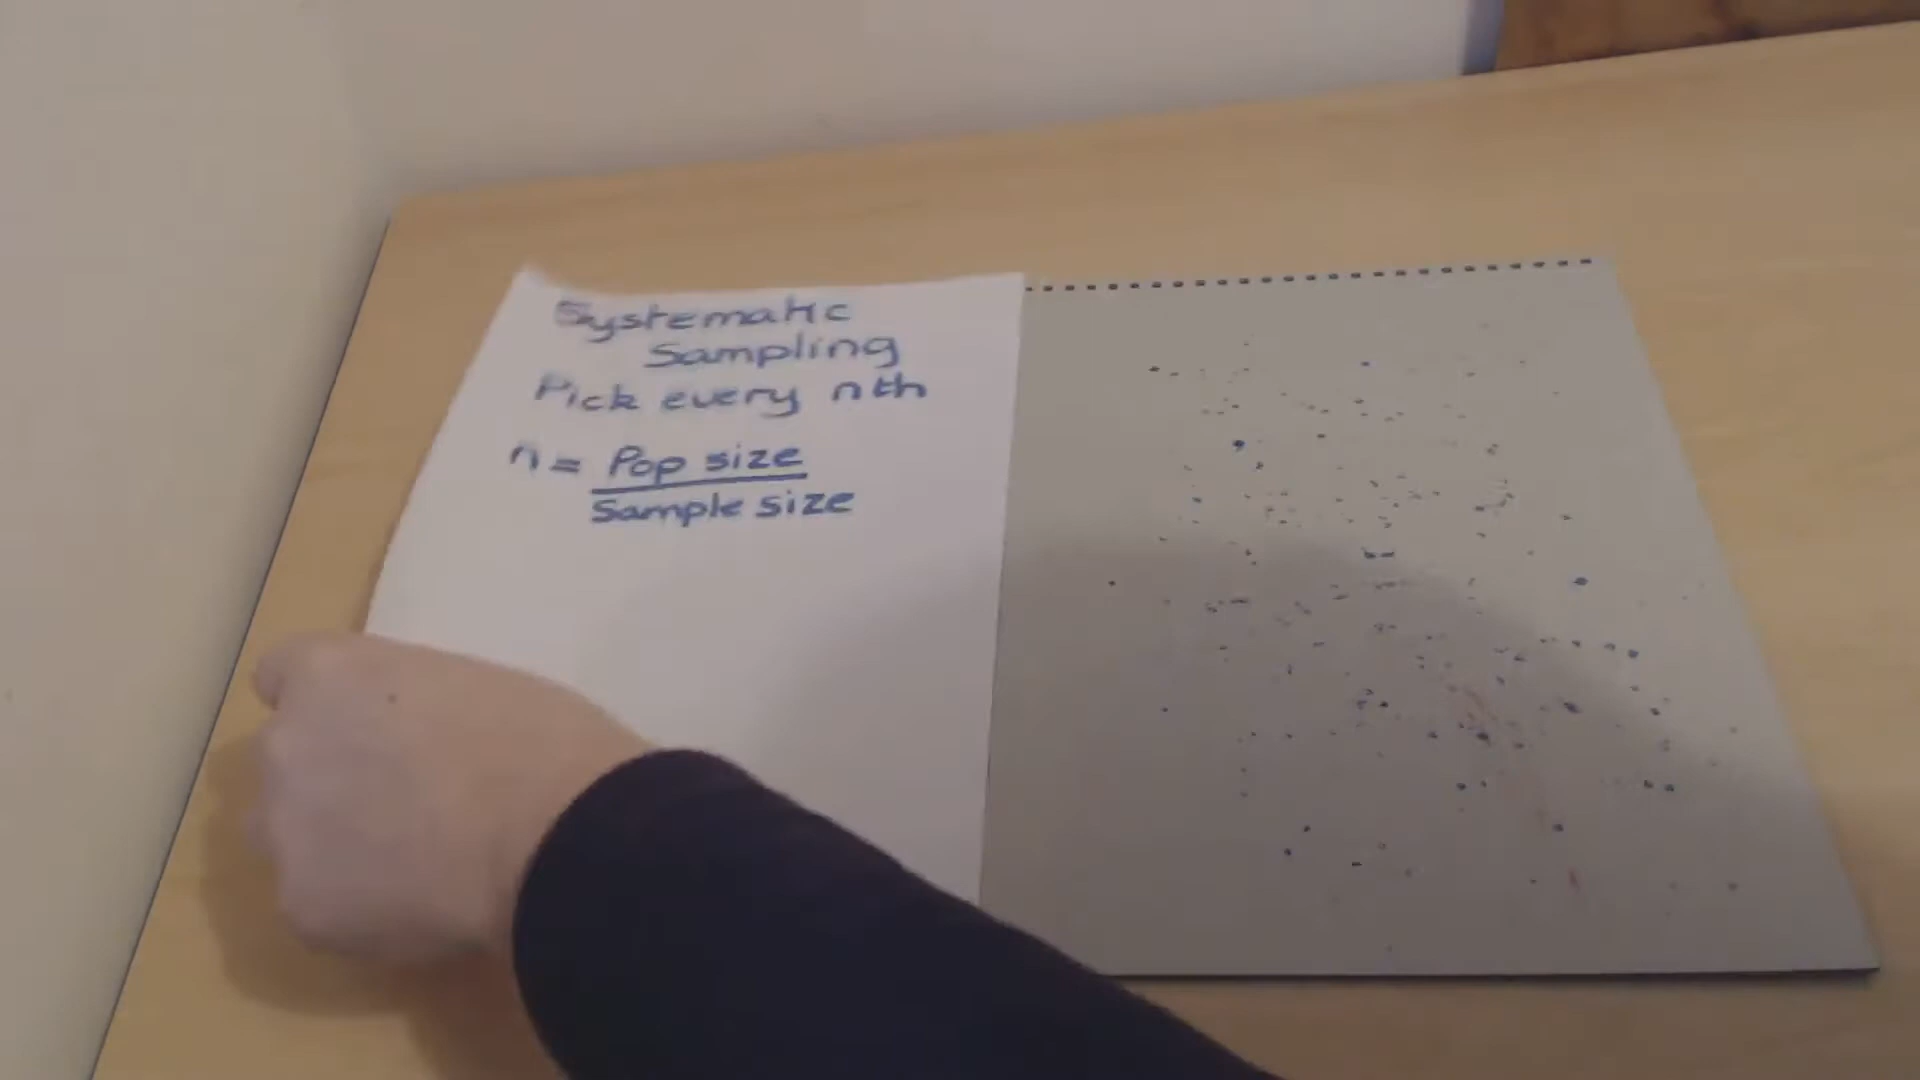 Systematic
Sampling
Pick every nth
n = Pop size
Sample size